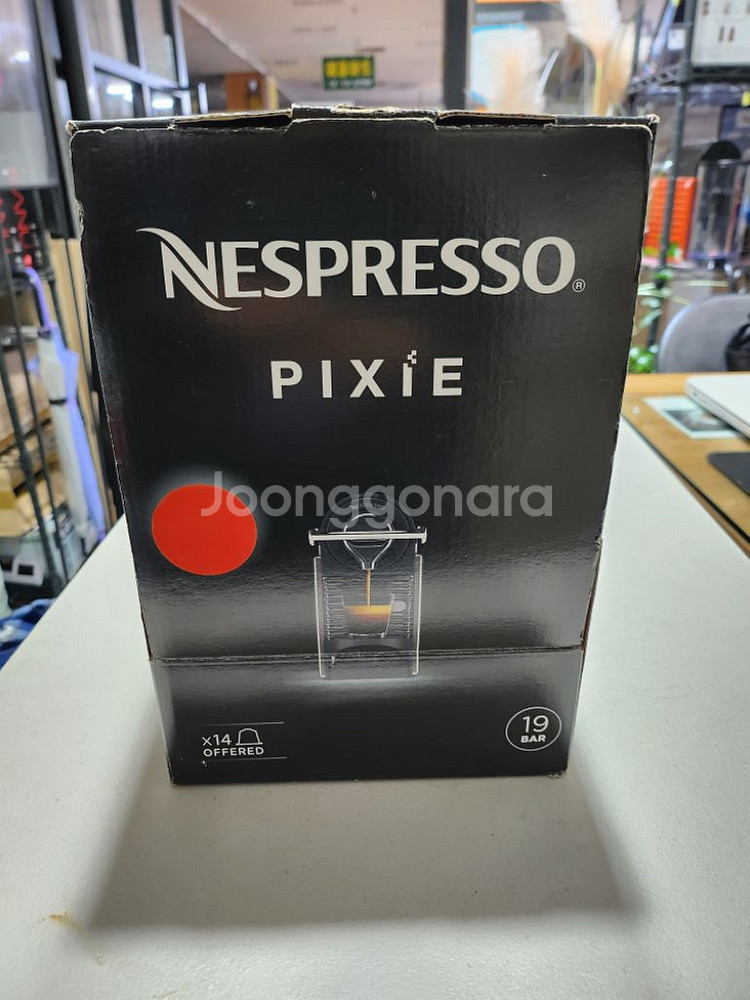 NESPRESSO®
PIXIE
Joonggonara
x14
OFFERED
19
BAR